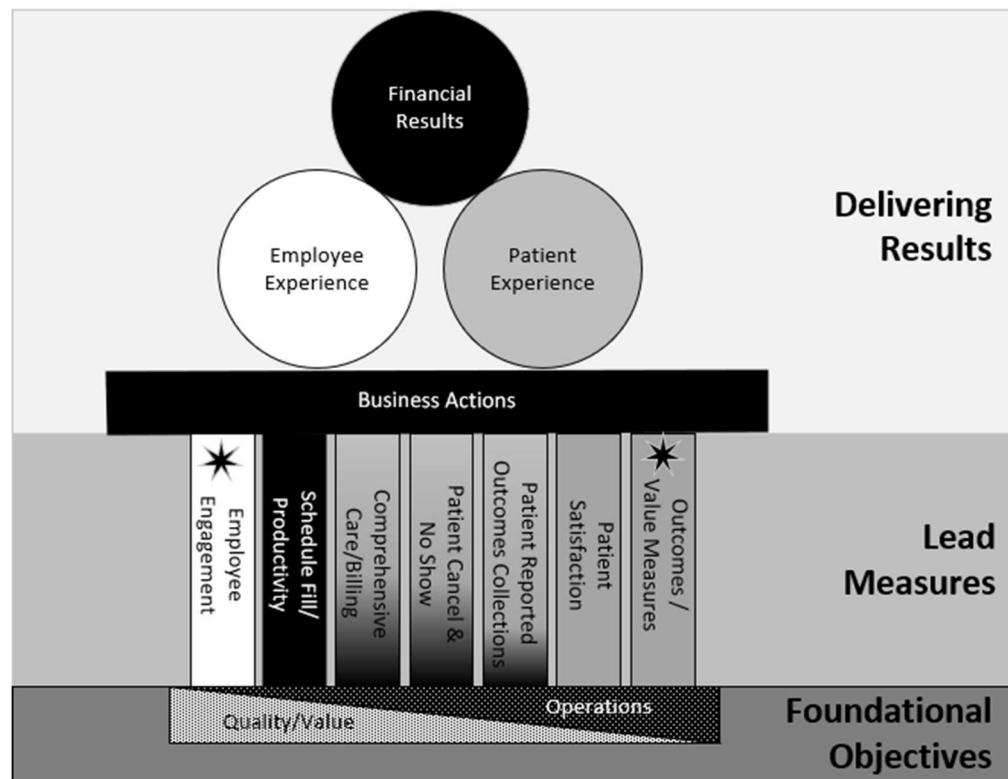 Financial
Results
Employee
Experience
Patient
Experience
Delivering
Results
Business Actions
Employee
Engagement
Schedule Fill/
Productivity
Comprehensive
Care/Billing
Patient Cancel &
No Show
Patient Reported
Outcomes Collections
Patient
Satisfaction
Outcomes /
Value Measures
Lead
Measures
Operations
Quality/Value
Foundational
Objectives